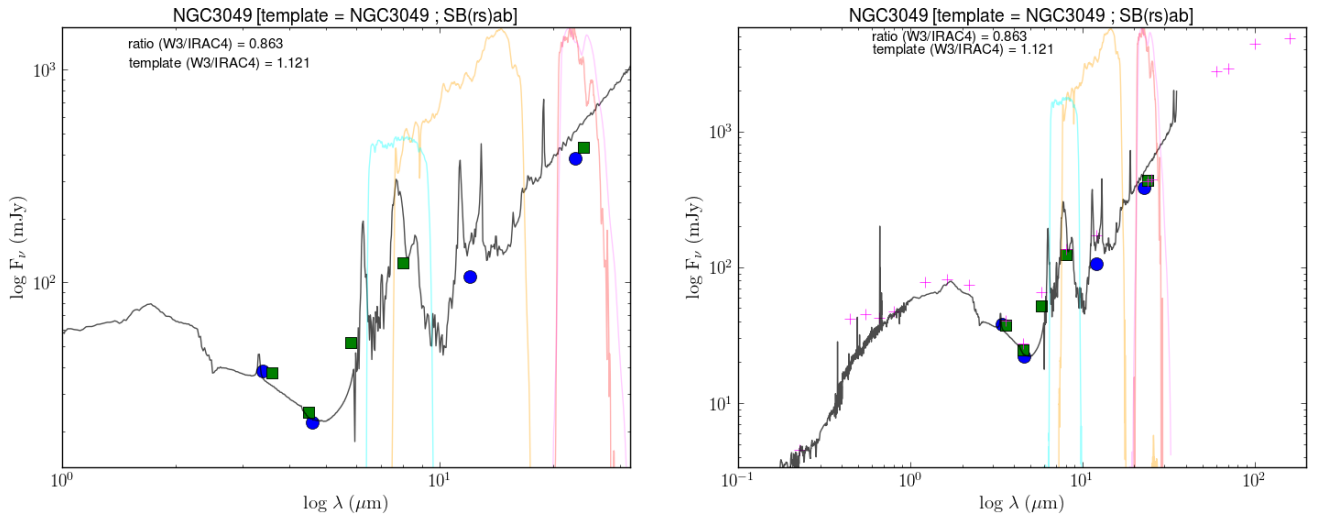 NGC3049 [template = NGC3049 ; SB(rs)ab]
ratio (W3/IRAC4) = 0.863
template (W3/IRAC4) = 1.121
10³
10²
log Fν (mJy)
10⁰
10¹
log λ (μm)
NGC3049 [template = NGC3049 ; SB(rs)ab]
ratio (W3/IRAC4) = 0.863
template (W3/IRAC4) = 1.121
10³
10²
10¹
log Fν (mJy)
10⁻¹
10⁰
10¹
10²
log λ (μm)